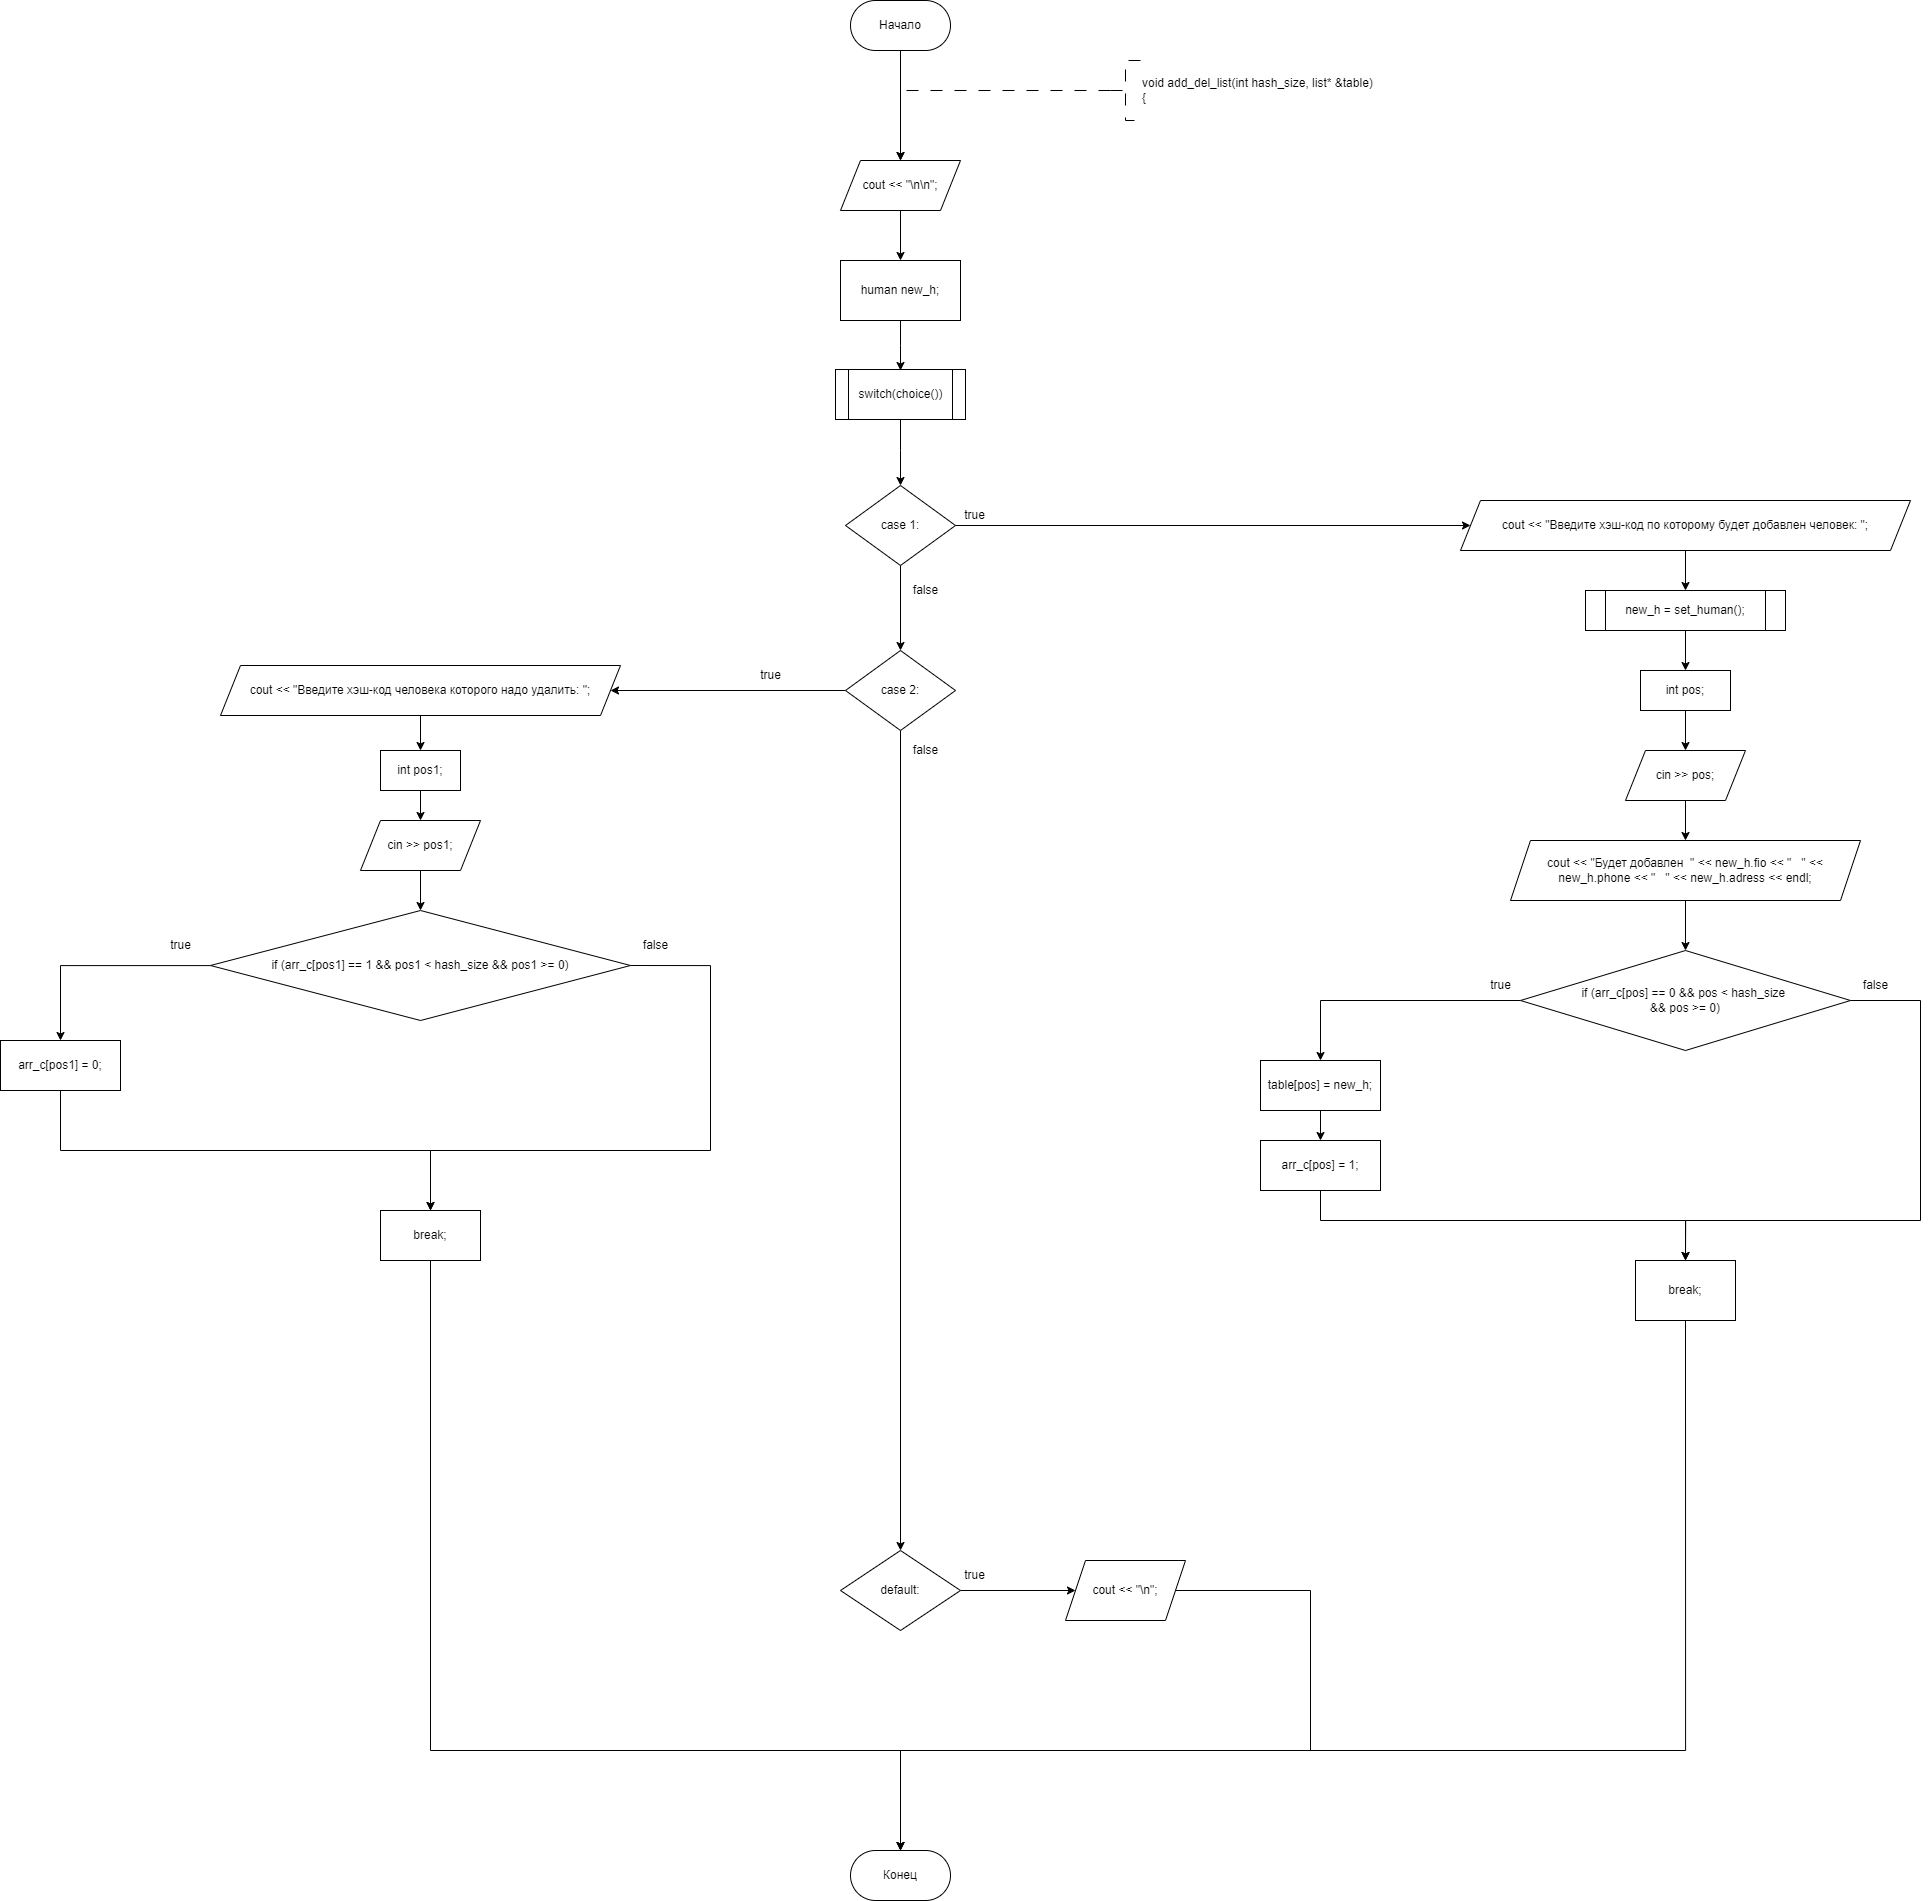 Начало
void add_del_list(int hash_size, list* &table)
{
cout << "\n\n";
human new_h;
switch(choice())
case 1:
true
cout << "Введите хэш-код по которому будет добавлен человек: ";
false
new_h = set_human();
int pos;
cin >> pos;
cout << "Будет добавлен  " << new_h.fio << "   " <<
new_h.phone << "   " << new_h.adress << endl;
true
if (arr_c[pos] == 0 && pos < hash_size
&& pos >= 0)
false
table[pos] = new_h;
arr_c[pos] = 1;
break;
case 2:
true
false
cout << "Введите хэш-код человека которого надо удалить: ";
int pos1;
cin >> pos1;
true
if (arr_c[pos1] == 1 && pos1 < hash_size && pos1 >= 0)
false
arr_c[pos1] = 0;
break;
default:
true
cout << "\n";
Конец